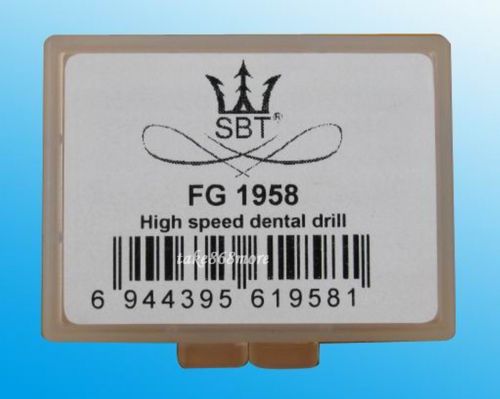 SBT®
FG 1958
High speed dental drill
take868more
6 944395 619581